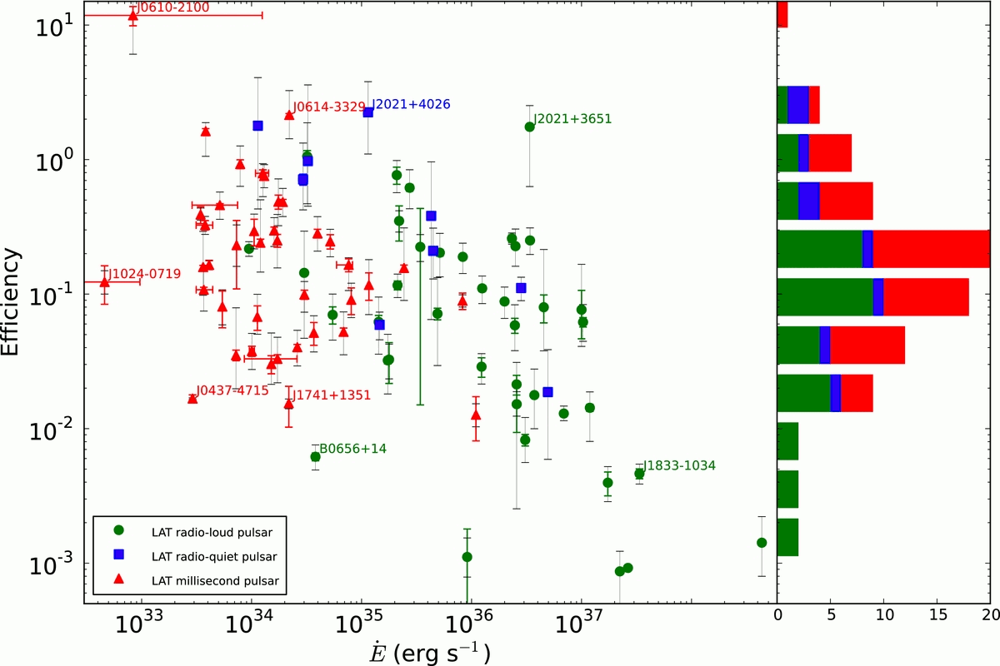 J0610-2100
10¹
J0614-3329
J2021+4026
J2021+3651
10⁰
Efficiency
J1024-0719
10⁻¹
J0437-4715
J1741+1351
10⁻²
B0656+14
J1833-1034
LAT radio-loud pulsar
LAT radio-quiet pulsar
LAT millisecond pulsar
10⁻³
10³³ 10³⁴ 10³⁵ 10³⁶ 10³⁷
0 5 10 15 20
Ė (erg s⁻¹)